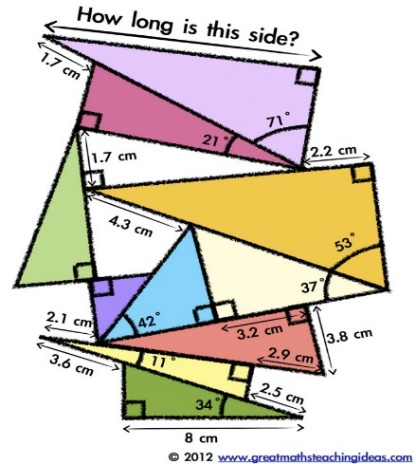 How long is this side?
1.7 cm
71°
21°
2.2 cm
1.7 cm
4.3 cm
53°
37°
2.1 cm
42°
3.2 cm
3.8 cm
2.9 cm
3.6 cm
11°
2.5 cm
34°
8 cm
© 2012 www.greatmathsteachingideas.com